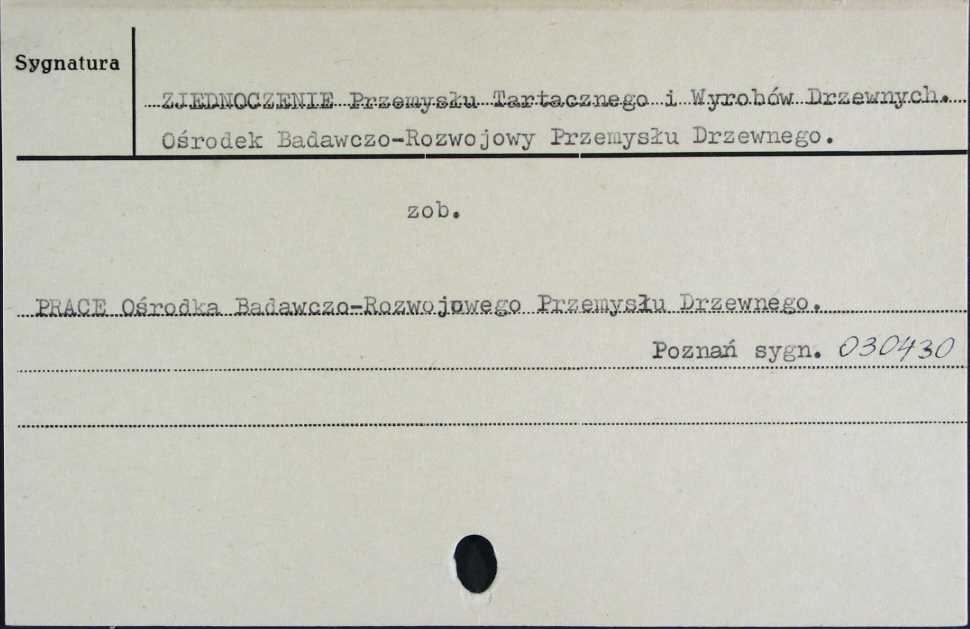 Sygnatura
ZJEDNOCZENIE Przemysłu Tartacznego i Wyrobów Drzewnych.
Ośrodek Badawczo-Rozwojowy Przemysłu Drzewnego.
zob.
PRACE Ośrodka Badawczo-Rozwojowego Przemysłu Drzewnego.
Poznań sygn. 030430